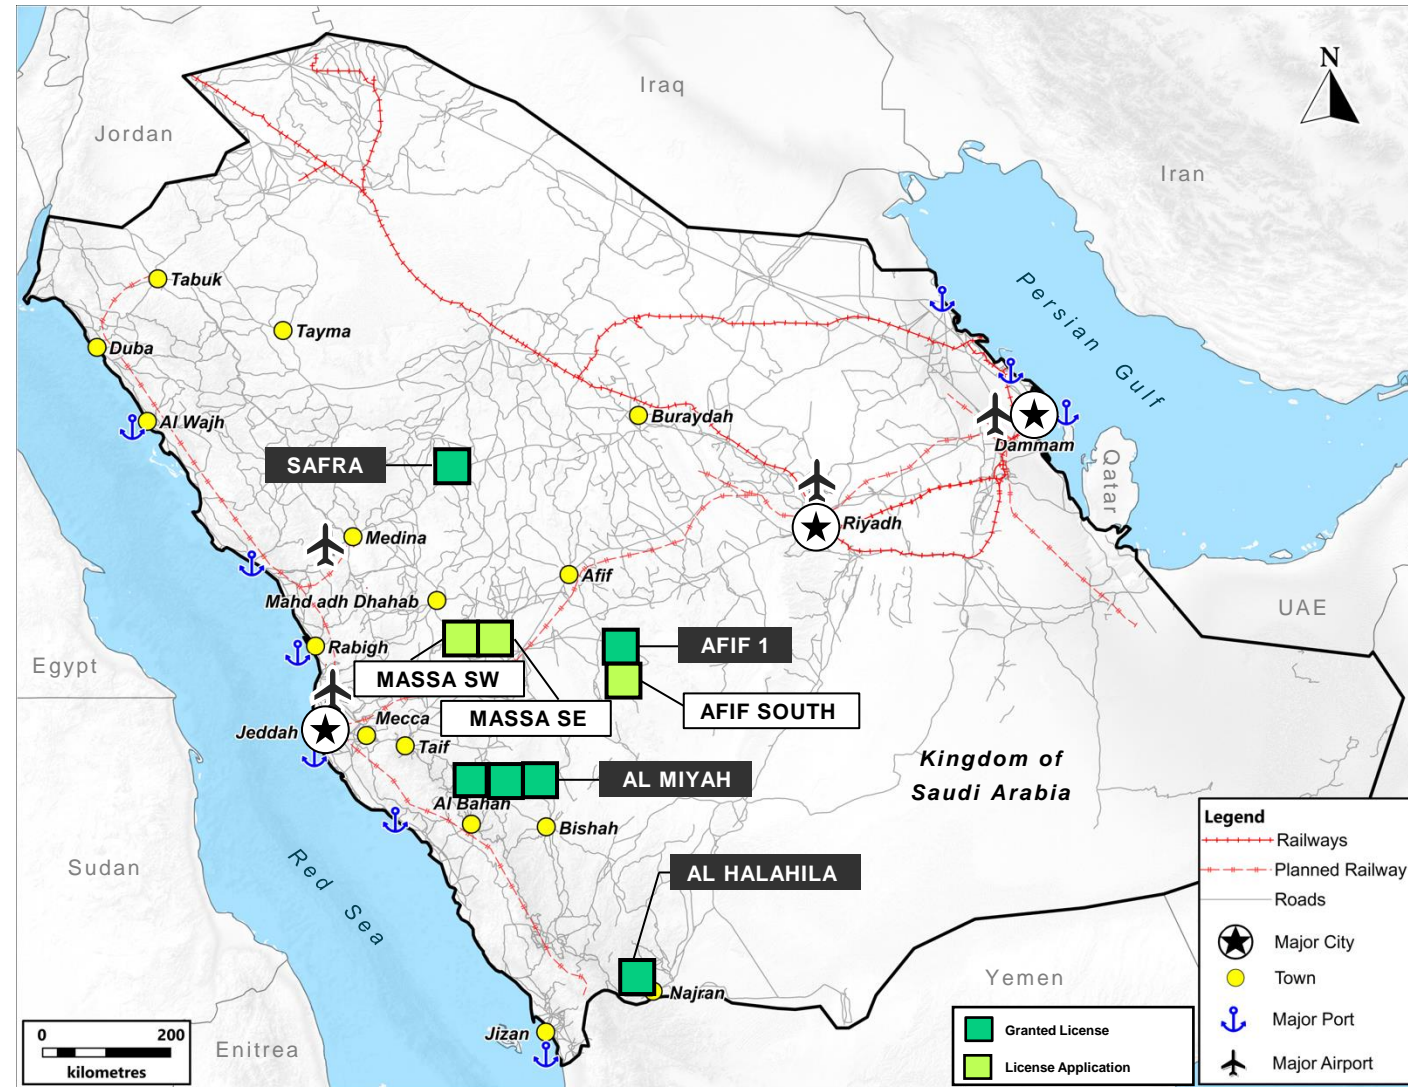 N
Iraq
Jordan
Iran
Persian Gulf
Tabuk
Tayma
Duba
Al Wajh
Buraydah
Dammam
Qatar
SAFRA
Riyadh
Medina
Afif
Mahd adh Dhahab
UAE
Egypt
Rabigh
AFIF 1
MASSA SW
MASSA SE
AFIF SOUTH
Jeddah
Mecca
Taif
Kingdom of
Saudi Arabia
AL MIYAH
Al Bahah
Bishah
Sudan
Red Sea
AL HALAHILA
Yemen
Najran
Jizan
Enitrea
0 200
kilometres
Granted License
License Application
Legend
Railways
Planned Railway
Roads
Major City
Town
Major Port
Major Airport